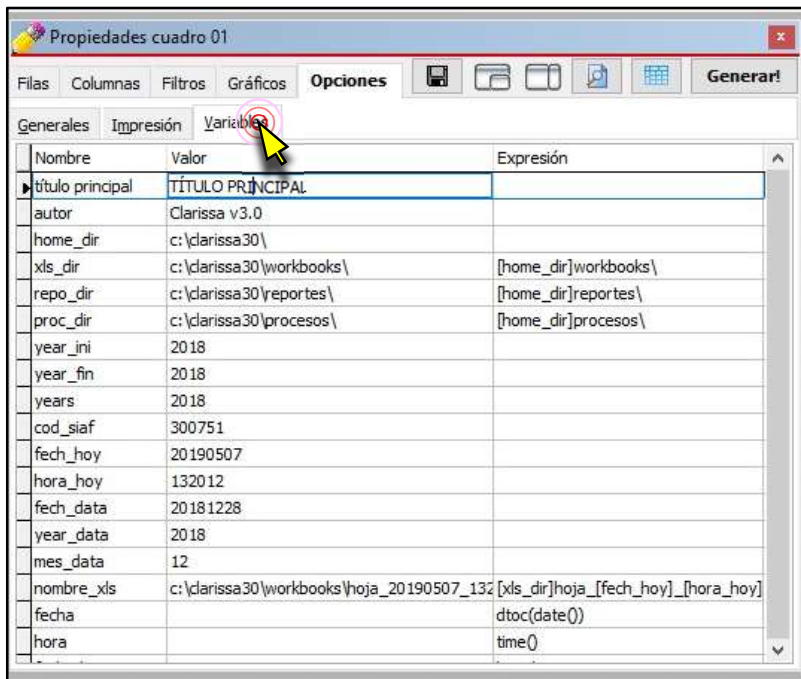 Propiedades cuadro 01
Filas Columnas Filtros Gráficos Opciones Generar!
Generales Impresión Variables
Nombre Valor Expresión
título principal TÍTULO PRINCIPAL
autor Clarissa v3.0
home_dir c:\clarissa30\
xls_dir c:\clarissa30\workbooks\ [home_dir]workbooks\
repo_dir c:\clarissa30\reportes\ [home_dir]reportes\
proc_dir c:\clarissa30\procesos\ [home_dir]procesos\
year_ini 2018
year_fin 2018
years 2018
cod_siaf 300751
fech_hoy 20190507
hora_hoy 132012
fech_data 20181228
year_data 2018
mes_data 12
nombre_xls c:\clarissa30\workbooks\hoja_20190507_132 [xls_dir]hoja_[fech_hoy]_[hora_hoy]
fecha dtoc(date())
hora time()